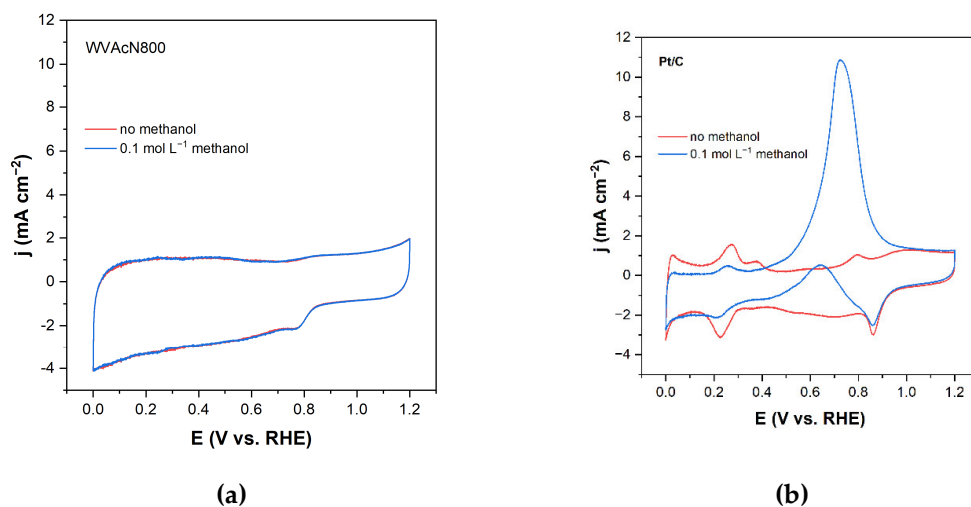 WVAcN800
no methanol
0.1 mol L⁻¹ methanol
j (mA cm⁻²)
12
10
8
6
4
2
0
−2
−4
0.0 0.2 0.4 0.6 0.8 1.0 1.2
E (V vs. RHE)
(a)
Pt/C
no methanol
0.1 mol L⁻¹ methanol
j (mA cm⁻²)
12
10
8
6
4
2
0
−2
−4
0.0 0.2 0.4 0.6 0.8 1.0 1.2
E (V vs. RHE)
(b)